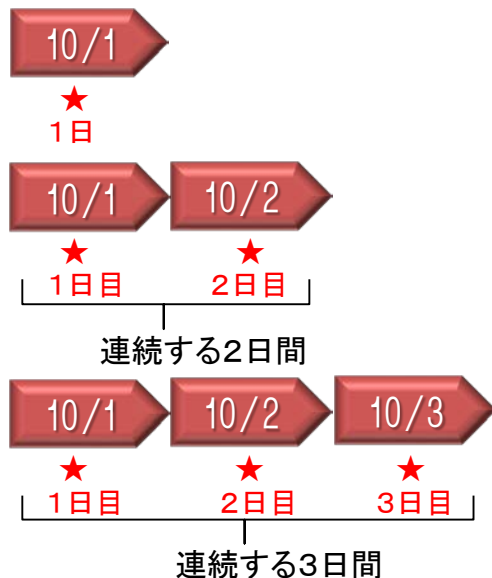 10/1
★
1日
10/1 10/2
★ ★
1日目 2日目
連続する2日間
10/1 10/2 10/3
★ ★ ★
1日目 2日目 3日目
連続する3日間